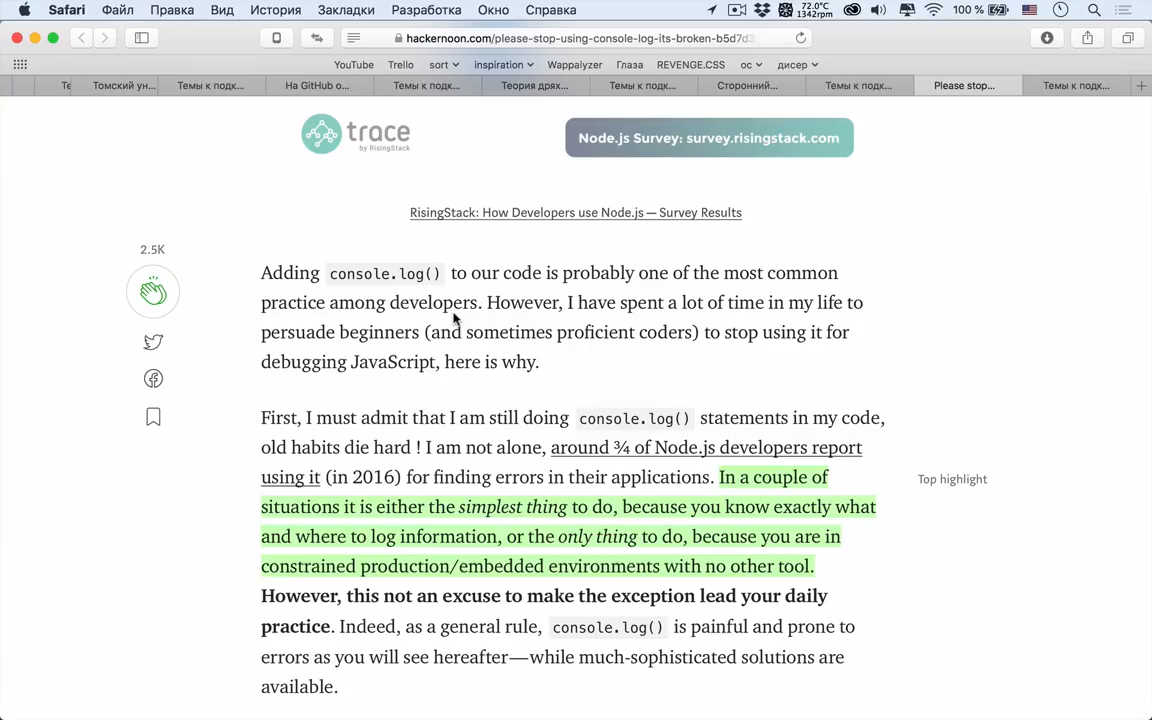 Safari Файл Правка Вид История Закладки Разработка Окно Справка 72.0°C 1342rpm 100 %
hackernoon.com/please-stop-using-console-log-its-broken-b5d7d3
YouTube Trello sort inspiration Wappalyzer Глаза REVENGE.CSS ос дисер
Те Томский ун... Темы к подк... На GitHub о... Темы к подк... Теория дрях... Темы к подк... Сторонний... Темы к подк... Please stop... Темы к подк...
trace
by RisingStack
Node.js Survey: survey.risingstack.com
RisingStack: How Developers use Node.js — Survey Results
2.5K
Adding console.log() to our code is probably one of the most common
practice among developers. However, I have spent a lot of time in my life to
persuade beginners (and sometimes proficient coders) to stop using it for
debugging JavaScript, here is why.
First, I must admit that I am still doing console.log() statements in my code,
old habits die hard ! I am not alone, around ¾ of Node.js developers report
using it (in 2016) for finding errors in their applications. In a couple of
Top highlight
situations it is either the simplest thing to do, because you know exactly what
and where to log information, or the only thing to do, because you are in
constrained production/embedded environments with no other tool.
However, this not an excuse to make the exception lead your daily
practice. Indeed, as a general rule, console.log() is painful and prone to
errors as you will see hereafter — while much-sophisticated solutions are
available.